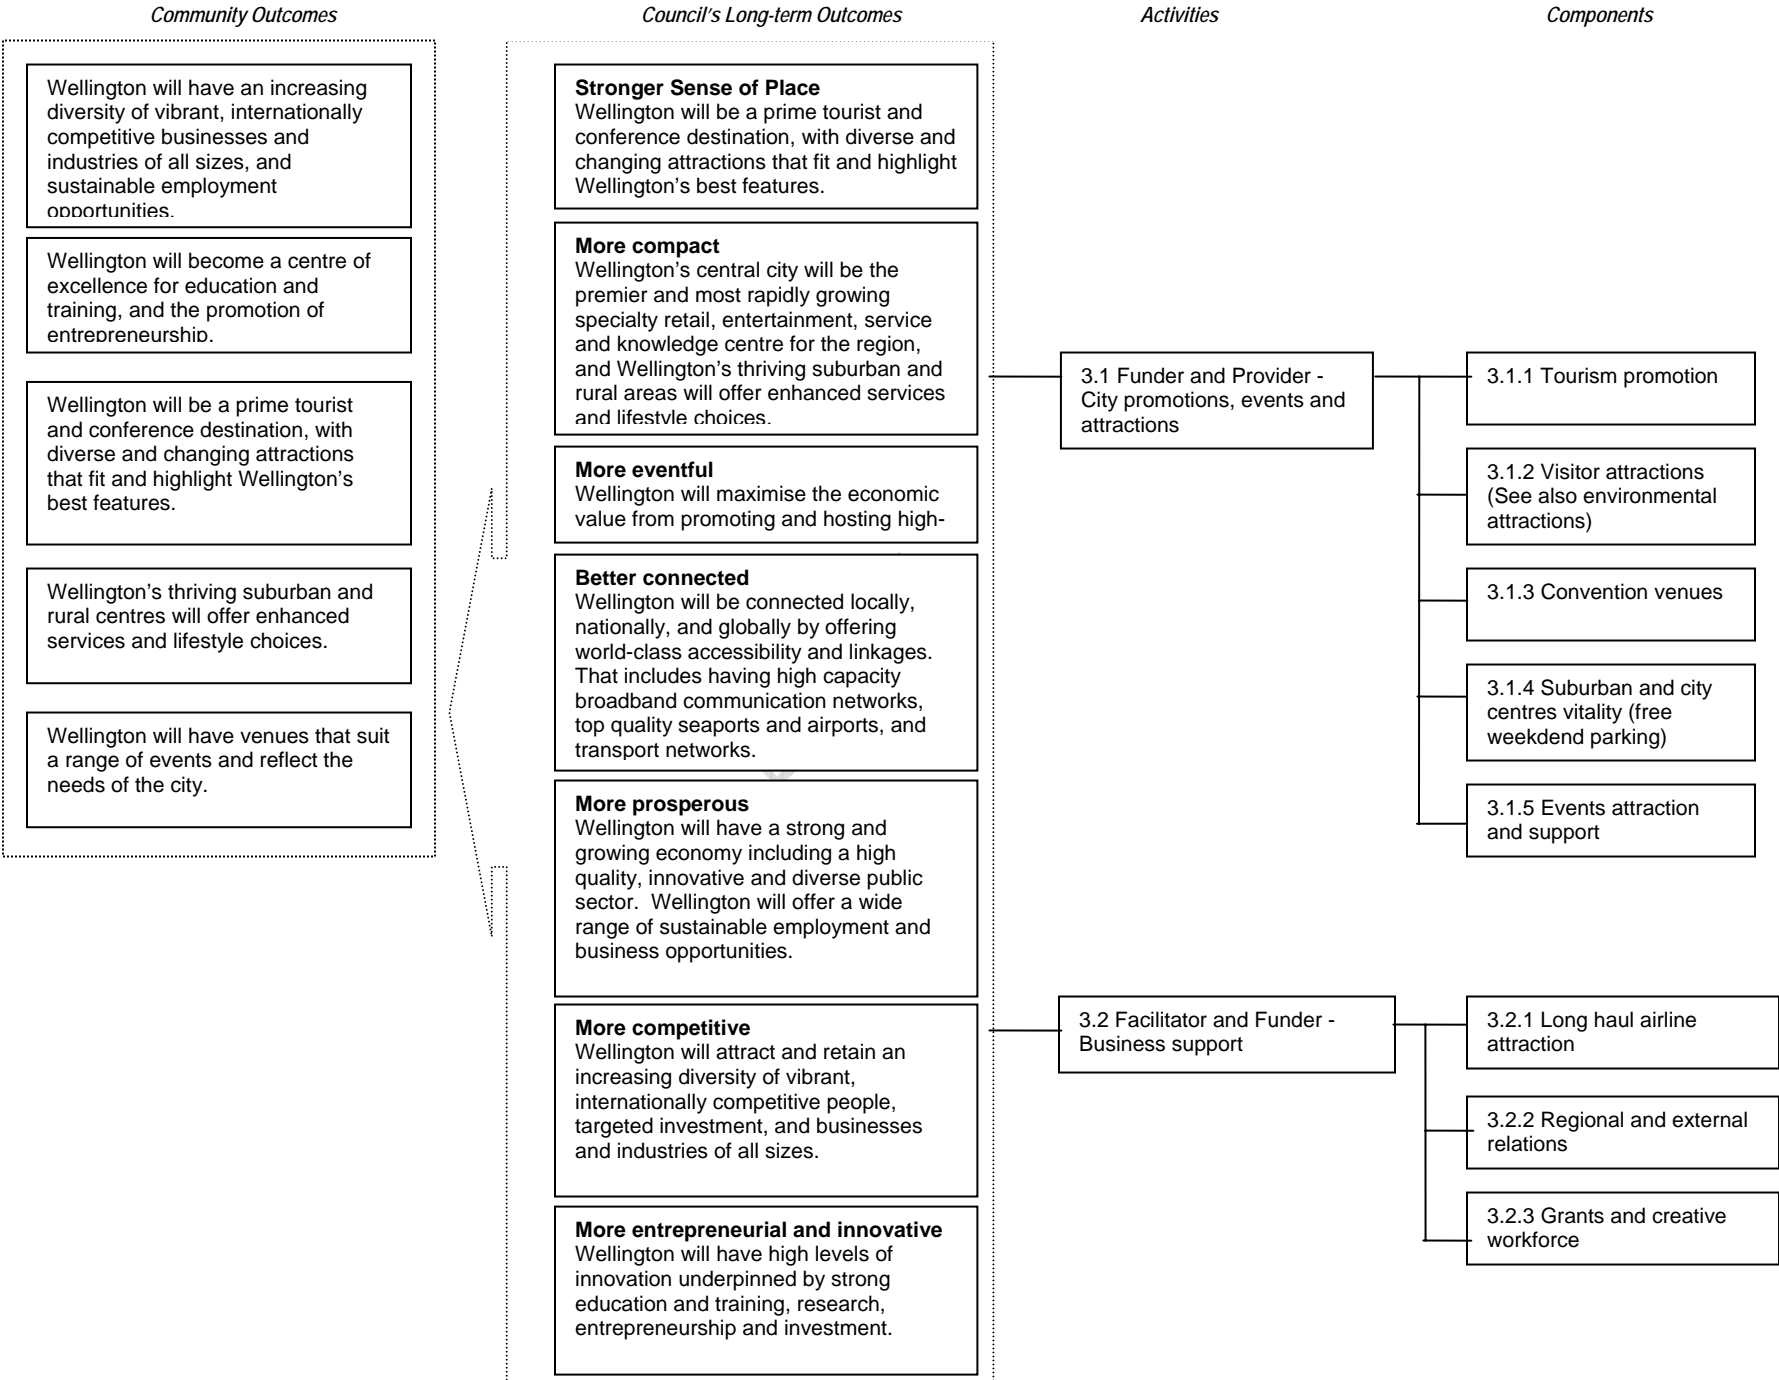 Community Outcomes
Council's Long-term Outcomes
Activities
Components
Wellington will have an increasing
diversity of vibrant, internationally
competitive businesses and
industries of all sizes, and
sustainable employment
opportunities.
Wellington will become a centre of
excellence for education and
training, and the promotion of
entrepreneurship.
Wellington will be a prime tourist
and conference destination, with
diverse and changing attractions
that fit and highlight Wellington's
best features.
Wellington's thriving suburban and
rural centres will offer enhanced
services and lifestyle choices.
Wellington will have venues that suit
a range of events and reflect the
needs of the city.
Stronger Sense of Place
Wellington will be a prime tourist and
conference destination, with diverse and
changing attractions that fit and highlight
Wellington's best features.
More compact
Wellington's central city will be the
premier and most rapidly growing
specialty retail, entertainment, service
and knowledge centre for the region,
and Wellington's thriving suburban and
rural areas will offer enhanced services
and lifestyle choices.
More eventful
Wellington will maximise the economic
value from promoting and hosting high-
Better connected
Wellington will be connected locally,
nationally, and globally by offering
world-class accessibility and linkages.
That includes having high capacity
broadband communication networks,
top quality seaports and airports, and
transport networks.
More prosperous
Wellington will have a strong and
growing economy including a high
quality, innovative and diverse public
sector.  Wellington will offer a wide
range of sustainable employment and
business opportunities.
More competitive
Wellington will attract and retain an
increasing diversity of vibrant,
internationally competitive people,
targeted investment, and businesses
and industries of all sizes.
More entrepreneurial and innovative
Wellington will have high levels of
innovation underpinned by strong
education and training, research,
entrepreneurship and investment.
3.1 Funder and Provider -
City promotions, events and
attractions
3.2 Facilitator and Funder -
Business support
3.1.1 Tourism promotion
3.1.2 Visitor attractions
(See also environmental
attractions)
3.1.3 Convention venues
3.1.4 Suburban and city
centres vitality (free
weekdend parking)
3.1.5 Events attraction
and support
3.2.1 Long haul airline
attraction
3.2.2 Regional and external
relations
3.2.3 Grants and creative
workforce